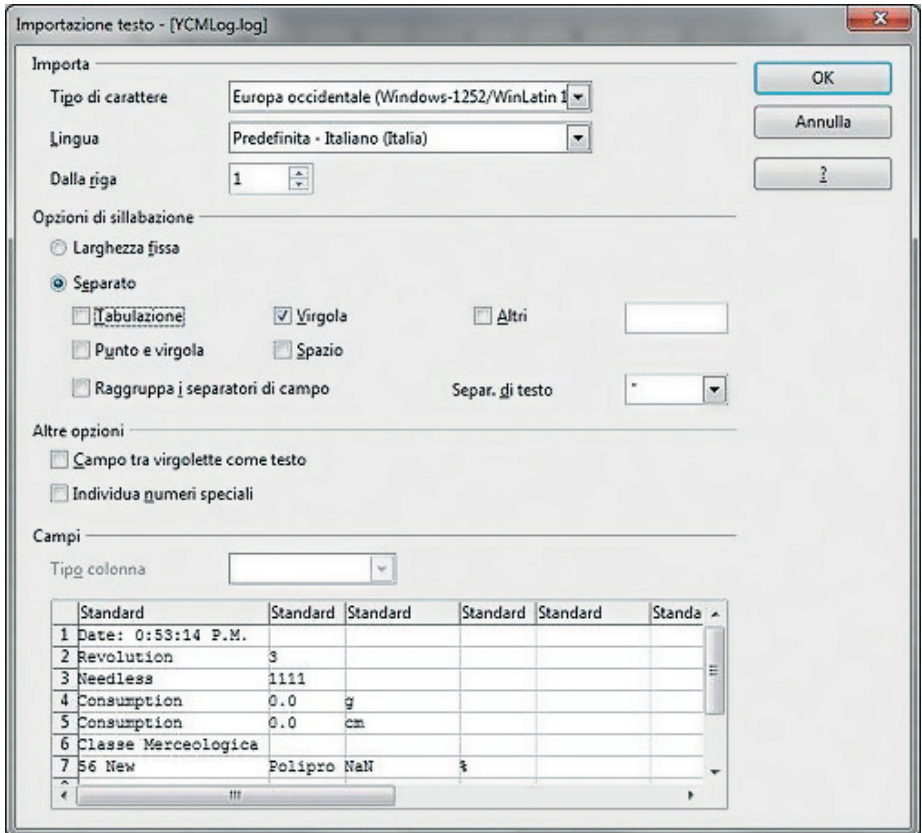 Importazione testo - [YCMLog.log]
Importa
Tipo di carattere Europa occidentale (Windows-1252/WinLatin 1
OK
Lingua Predefinita - Italiano (Italia)
Annulla
Dalla riga 1
?
Opzioni di sillabazione
Larghezza fissa
Separato
Tabulazione Virgola Altri
Punto e virgola Spazio
Raggruppa i separatori di campo Separ. di testo "
Altre opzioni
Campo tra virgolette come testo
Individua numeri speciali
Campi
Tipo colonna
Standard Standard Standard Standard Standard Standa
1 Date: 0:53:14 P.M.
2 Revolution 3
3 Needless 1111
4 Consumption 0.0 g
5 Consumption 0.0 cm
6 Classe Merceologica
7 56 New Polipro NaN %